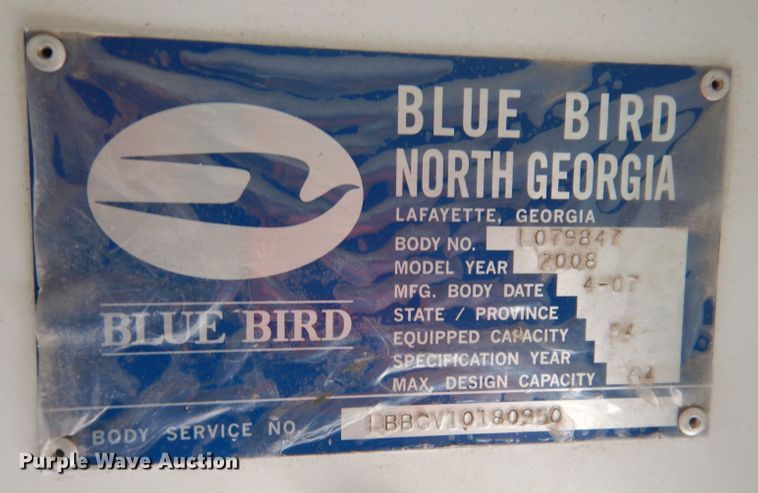 BLUE BIRD
BLUE BIRD
NORTH GEORGIA
LAFAYETTE, GEORGIA
BODY NO. L079847
MODEL YEAR 2008
MFG. BODY DATE 4-07
STATE / PROVINCE
EQUIPPED CAPACITY 54
SPECIFICATION YEAR
MAX. DESIGN CAPACITY
BODY SERVICE NO.
Purple Wave Auction